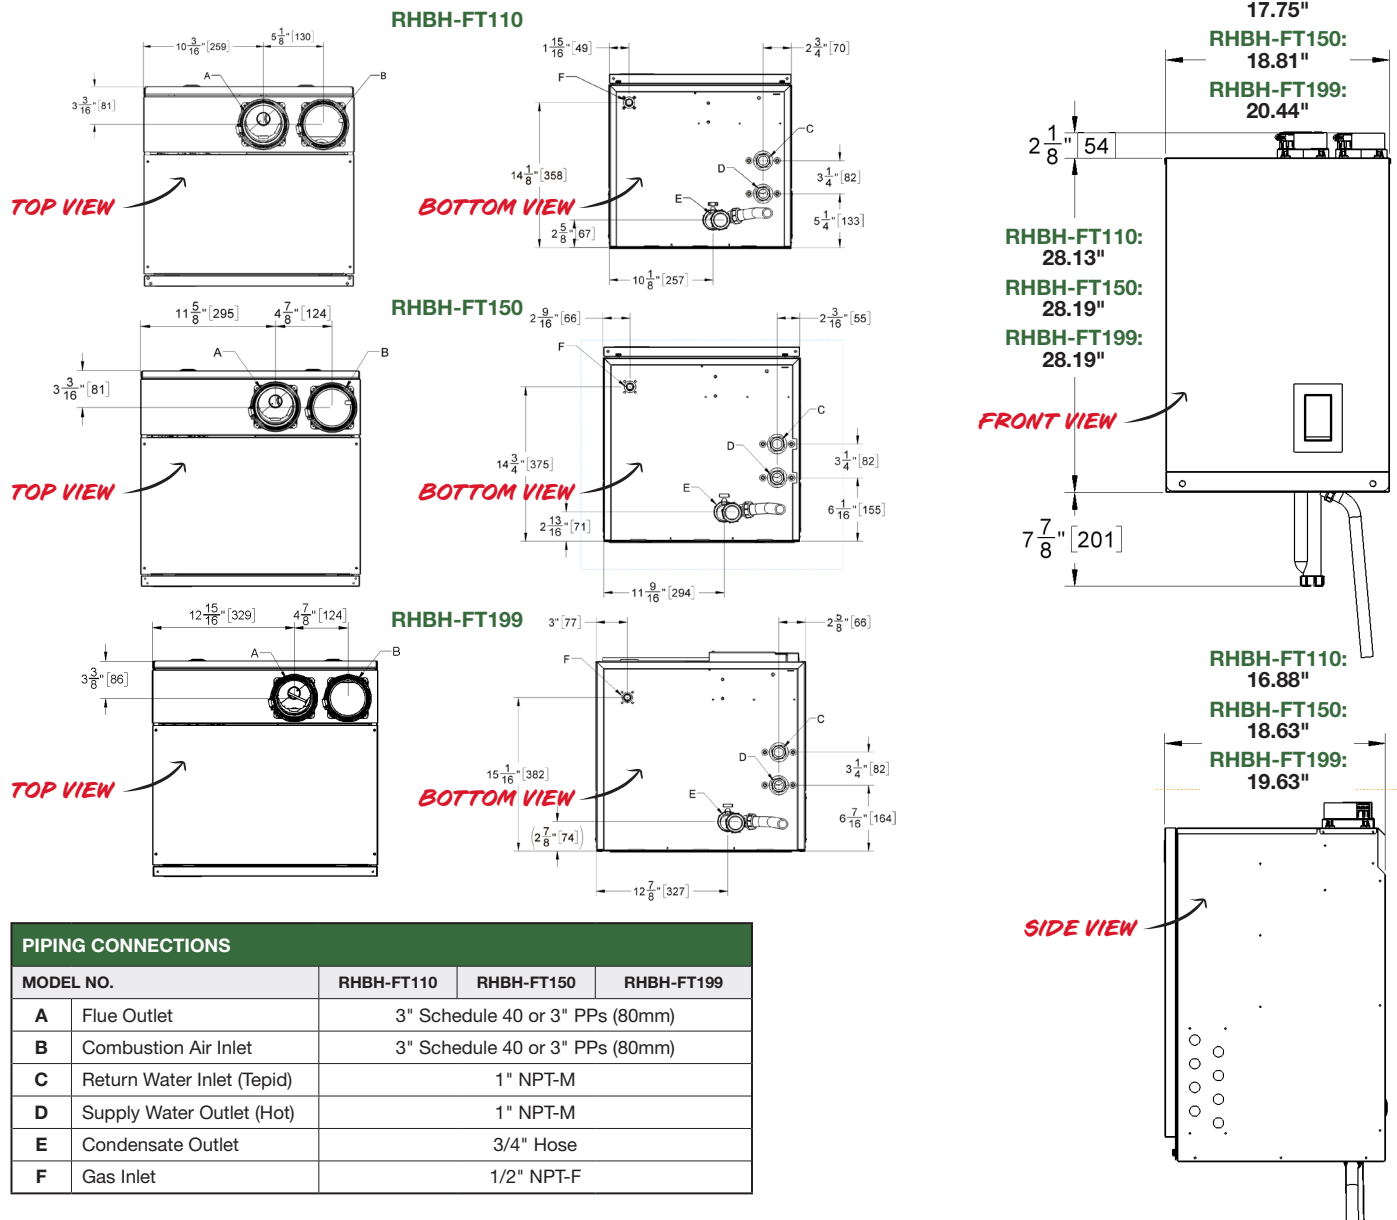 RHBH-FT110
10 3/16" [259]
5 1/8" [130]
A
B
3 3/16" [81]
TOP VIEW
1 15/16" [49]
2 3/4" [70]
F
C
D
E
14 1/8" [358]
3 1/4" [82]
5 1/4" [133]
2 5/8" [67]
10 1/8" [257]
BOTTOM VIEW
RHBH-FT150
11 5/8" [295]
4 7/8" [124]
A
B
3 3/16" [81]
TOP VIEW
2 9/16" [66]
2 3/16" [55]
F
C
D
E
14 3/4" [375]
3 1/4" [82]
6 1/16" [155]
2 13/16" [71]
11 9/16" [294]
BOTTOM VIEW
RHBH-FT199
12 15/16" [329]
4 7/8" [124]
A
B
3 3/8" [86]
TOP VIEW
3" [77]
2 5/8" [66]
F
C
D
E
15 1/16" [382]
3 1/4" [82]
6 7/16" [164]
(2 7/8" [74])
12 7/8" [327]
BOTTOM VIEW
17.75"
RHBH-FT150:
18.81"
RHBH-FT199:
20.44"
2 1/8" [54]
RHBH-FT110:
28.13"
RHBH-FT150:
28.19"
RHBH-FT199:
28.19"
FRONT VIEW
7 7/8" [201]
RHBH-FT110:
16.88"
RHBH-FT150:
18.63"
RHBH-FT199:
19.63"
SIDE VIEW
PIPING CONNECTIONS
MODEL NO. RHBH-FT110 RHBH-FT150 RHBH-FT199
A Flue Outlet 3" Schedule 40 or 3" PPs (80mm)
B Combustion Air Inlet 3" Schedule 40 or 3" PPs (80mm)
C Return Water Inlet (Tepid) 1" NPT-M
D Supply Water Outlet (Hot) 1" NPT-M
E Condensate Outlet 3/4" Hose
F Gas Inlet 1/2" NPT-F